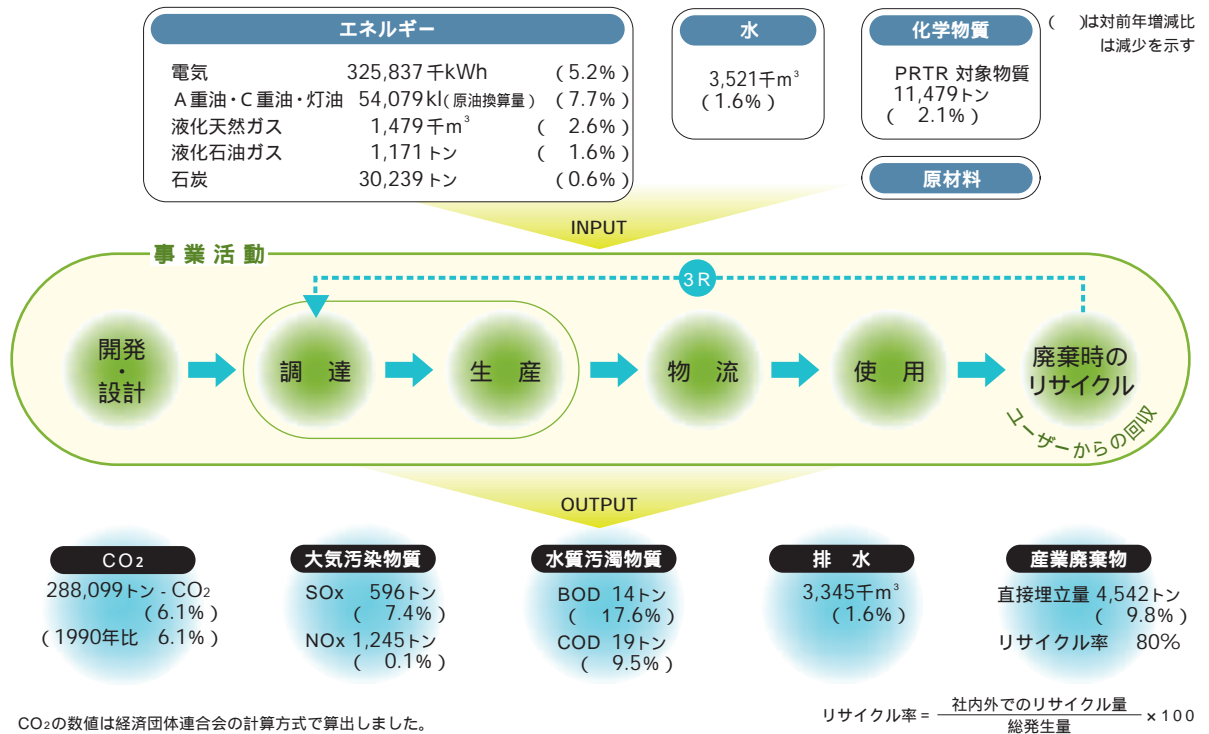 エネルギー
電気 325,837千kWh (5.2%)
A重油・C重油・灯油 54,079kl(原油換算量) (7.7%)
液化天然ガス 1,479千m³ ( 2.6%)
液化石油ガス 1,171トン ( 1.6%)
石炭 30,239トン (0.6%)
水
3,521千m³
(1.6%)
化学物質
PRTR 対象物質
11,479トン
( 2.1%)
( )は対前年増減比
は減少を示す
原材料
INPUT
事業活動
3R
開発
・
設計
調 達
生 産
物 流
使 用
廃棄時の
リサイクル
ユーザーからの回収
OUTPUT
CO₂
288,099トン - CO₂
(6.1%)
(1990年比 6.1%)
大気汚染物質
SOx 596トン
( 7.4%)
NOx 1,245トン
( 0.1%)
水質汚濁物質
BOD 14トン
( 17.6%)
COD 19トン
( 9.5%)
排 水
3,345千m³
(1.6%)
産業廃棄物
直接埋立量 4,542トン
( 9.8%)
リサイクル率 80%
CO₂の数値は経済団体連合会の計算方式で算出しました。
リサイクル率 = 社内外でのリサイクル量 / 総発生量 × 100